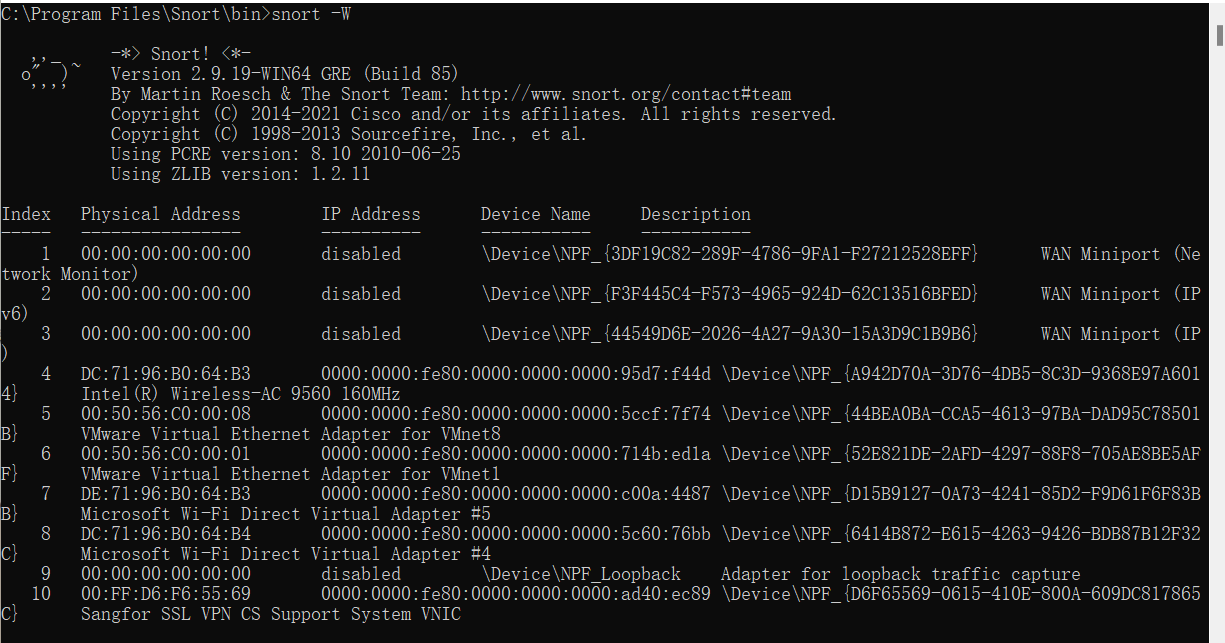 C:\Program Files\Snort\bin>snort -W
,,_ -*> Snort! <*-
o" )~ Version 2.9.19-WIN64 GRE (Build 85)
'''' By Martin Roesch & The Snort Team: http://www.snort.org/contact#team
Copyright (C) 2014-2021 Cisco and/or its affiliates. All rights reserved.
Copyright (C) 1998-2013 Sourcefire, Inc., et al.
Using PCRE version: 8.10 2010-06-25
Using ZLIB version: 1.2.11
Index Physical Address IP Address Device Name Description
----- ---------------- ---------- ----------- -----------
1 00:00:00:00:00:00 disabled \Device\NPF_{3DF19C82-289F-4786-9FA1-F27212528EFF} WAN Miniport (Ne
twork Monitor)
2 00:00:00:00:00:00 disabled \Device\NPF_{F3F445C4-F573-4965-924D-62C13516BFED} WAN Miniport (IP
v6)
3 00:00:00:00:00:00 disabled \Device\NPF_{44549D6E-2026-4A27-9A30-15A3D9C1B9B6} WAN Miniport (IP
)
4 DC:71:96:B0:64:B3 0000:0000:fe80:0000:0000:0000:95d7:f44d \Device\NPF_{A942D70A-3D76-4DB5-8C3D-9368E97A601
4} Intel(R) Wireless-AC 9560 160MHz
5 00:50:56:C0:00:08 0000:0000:fe80:0000:0000:0000:5ccf:7f74 \Device\NPF_{44BEA0BA-CCA5-4613-97BA-DAD95C78501
B} VMware Virtual Ethernet Adapter for VMnet8
6 00:50:56:C0:00:01 0000:0000:fe80:0000:0000:0000:714b:ed1a \Device\NPF_{52E821DE-2AFD-4297-88F8-705AE8BE5AF
F} VMware Virtual Ethernet Adapter for VMnet1
7 DE:71:96:B0:64:B3 0000:0000:fe80:0000:0000:0000:c00a:4487 \Device\NPF_{D15B9127-0A73-4241-85D2-F9D61F6F83B
B} Microsoft Wi-Fi Direct Virtual Adapter #5
8 DC:71:96:B0:64:B4 0000:0000:fe80:0000:0000:0000:5c60:76bb \Device\NPF_{6414B872-E615-4263-9426-BDB87B12F32
C} Microsoft Wi-Fi Direct Virtual Adapter #4
9 00:00:00:00:00:00 disabled \Device\NPF_Loopback Adapter for loopback traffic capture
10 00:FF:D6:F6:55:69 0000:0000:fe80:0000:0000:0000:ad40:ec89 \Device\NPF_{D6F65569-0615-410E-800A-609DC817865
C} Sangfor SSL VPN CS Support System VNIC